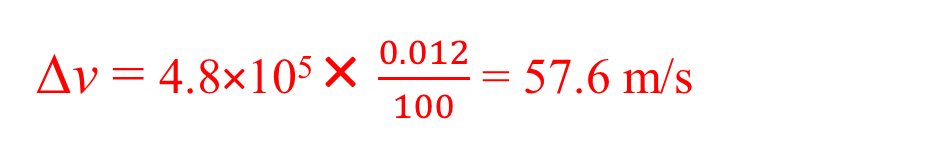 Δv = 4.8×10⁵ × 0.012/100 = 57.6 m/s